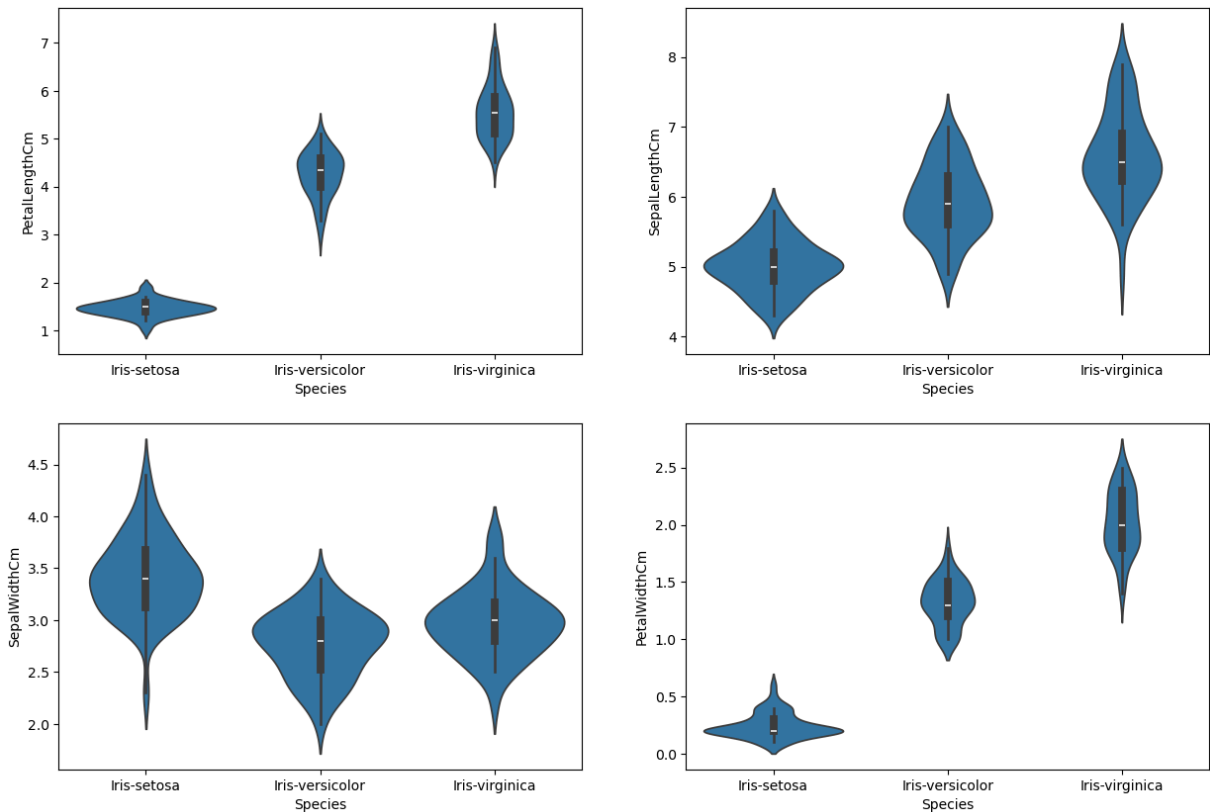 PetalLengthCm
7
6
5
4
3
2
1
Iris-setosa Iris-versicolor Iris-virginica
Species
SepalLengthCm
8
7
6
5
4
Iris-setosa Iris-versicolor Iris-virginica
Species
SepalWidthCm
4.5
4.0
3.5
3.0
2.5
2.0
Iris-setosa Iris-versicolor Iris-virginica
Species
PetalWidthCm
2.5
2.0
1.5
1.0
0.5
0.0
Iris-setosa Iris-versicolor Iris-virginica
Species